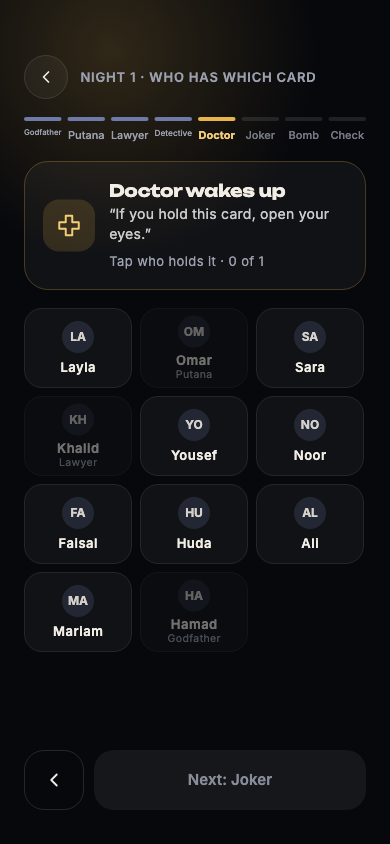 NIGHT 1 · WHO HAS WHICH CARD
Godfather Putana Lawyer Detective Doctor Joker Bomb Check
Doctor wakes up
“If you hold this card, open your
eyes.”
Tap who holds it · 0 of 1
LA
Layla
OM
Omar
Putana
SA
Sara
KH
Khalid
Lawyer
YO
Yousef
NO
Noor
FA
Faisal
HU
Huda
AL
Ali
MA
Mariam
HA
Hamad
Godfather
Next: Joker